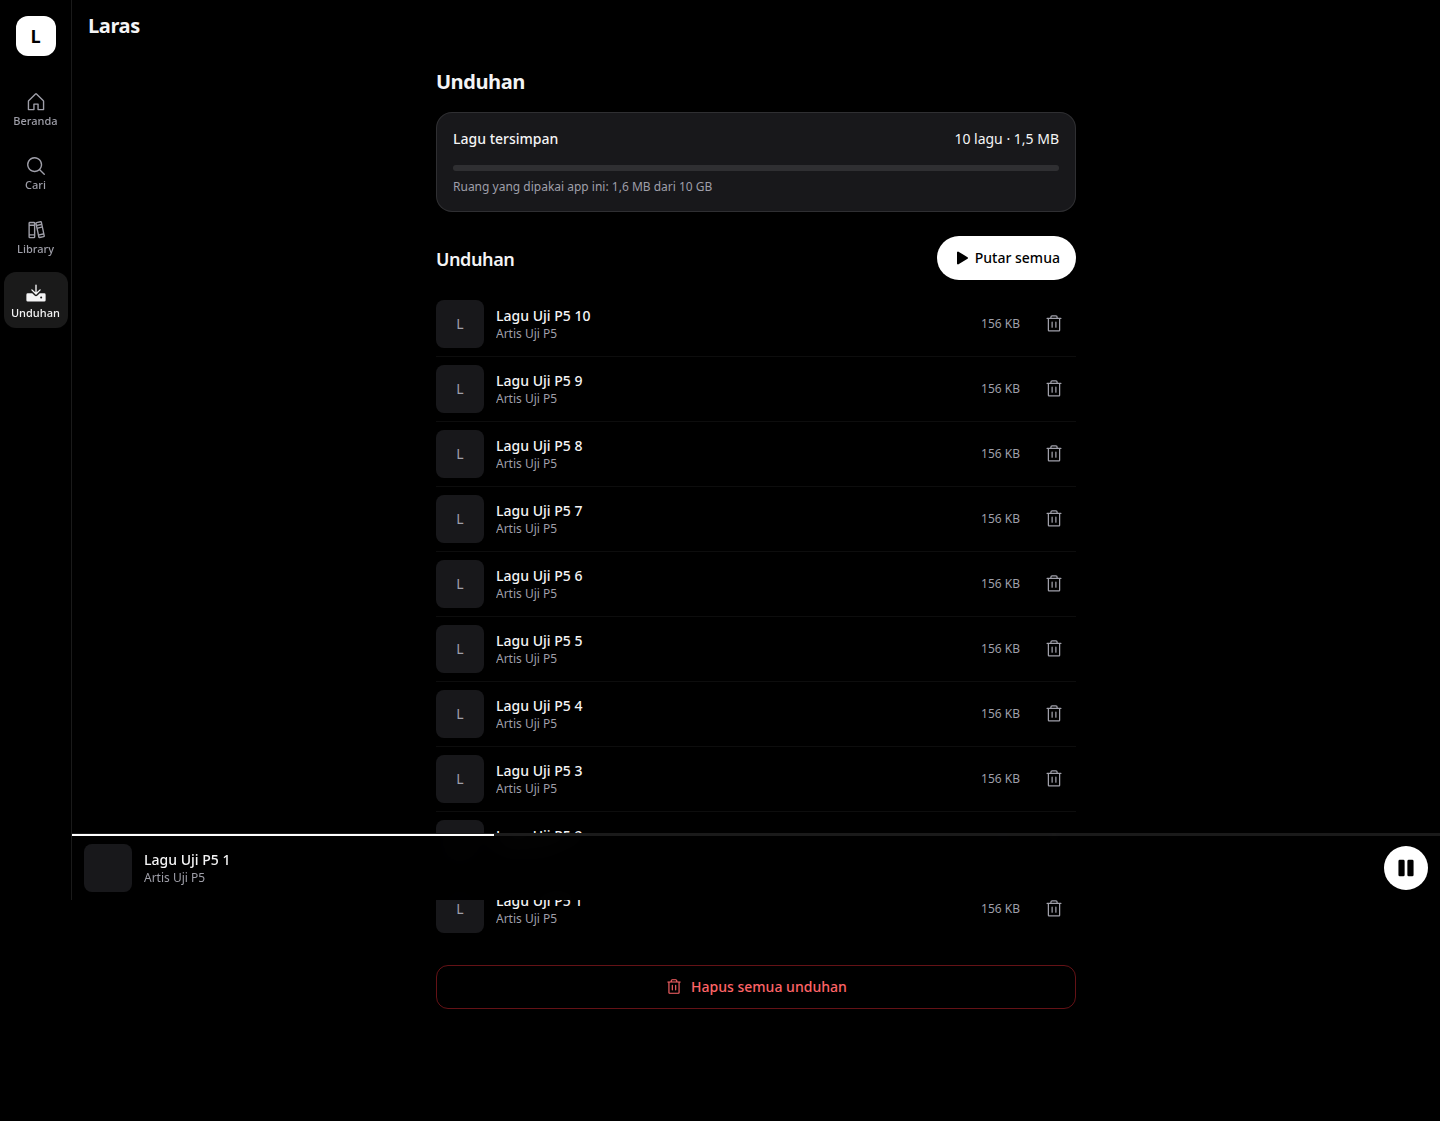 L
Laras
Beranda
Cari
Library
Unduhan
Unduhan
Lagu tersimpan
10 lagu · 1,5 MB
Ruang yang dipakai app ini: 1,6 MB dari 10 GB
Unduhan
Putar semua
L
Lagu Uji P5 10
Artis Uji P5
156 KB
L
Lagu Uji P5 9
Artis Uji P5
156 KB
L
Lagu Uji P5 8
Artis Uji P5
156 KB
L
Lagu Uji P5 7
Artis Uji P5
156 KB
L
Lagu Uji P5 6
Artis Uji P5
156 KB
L
Lagu Uji P5 5
Artis Uji P5
156 KB
L
Lagu Uji P5 4
Artis Uji P5
156 KB
L
Lagu Uji P5 3
Artis Uji P5
156 KB
Lagu Uji P5 1
Artis Uji P5
L
Lagu Uji P5 1
Artis Uji P5
156 KB
Hapus semua unduhan